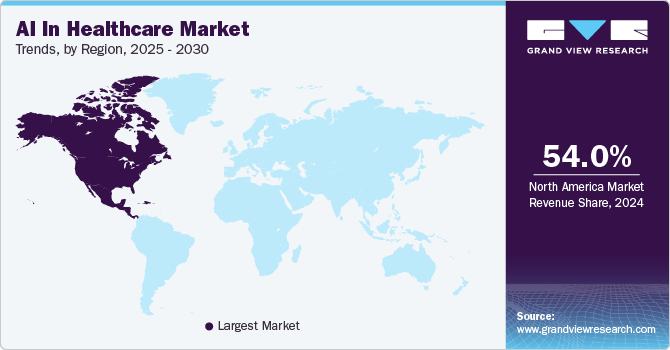 AI In Healthcare Market
Trends, by Region, 2025 - 2030
GRAND VIEW RESEARCH
54.0%
North America Market
Revenue Share, 2024
Largest Market
Source:
www.grandviewresearch.com